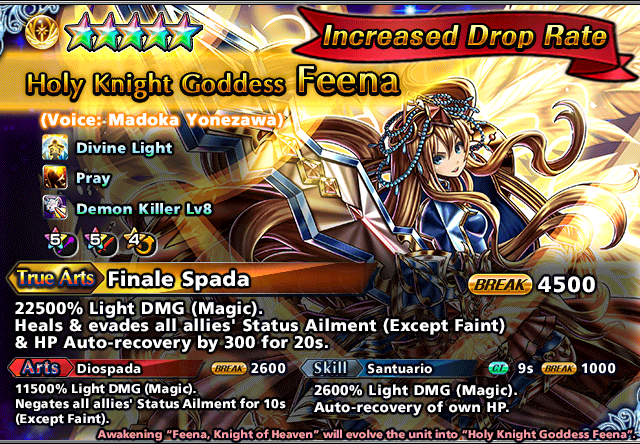 Increased Drop Rate
Holy Knight Goddess Feena
(Voice: Madoka Yonezawa)
Divine Light
Pray
Demon Killer Lv8
5 5 4
True Arts Finale Spada BREAK 4500
22500% Light DMG (Magic).
Heals & evades all allies' Status Ailment (Except Faint)
& HP Auto-recovery by 300 for 20s.
Arts Diospada BREAK 2600
11500% Light DMG (Magic).
Negates all allies' Status Ailment for 10s
(Except Faint).
Skill Santuario CT 9s BREAK 1000
2600% Light DMG (Magic).
Auto-recovery of own HP.
Awakening "Feena, Knight of Heaven" will evolve the unit into "Holy Knight Goddess Feena".